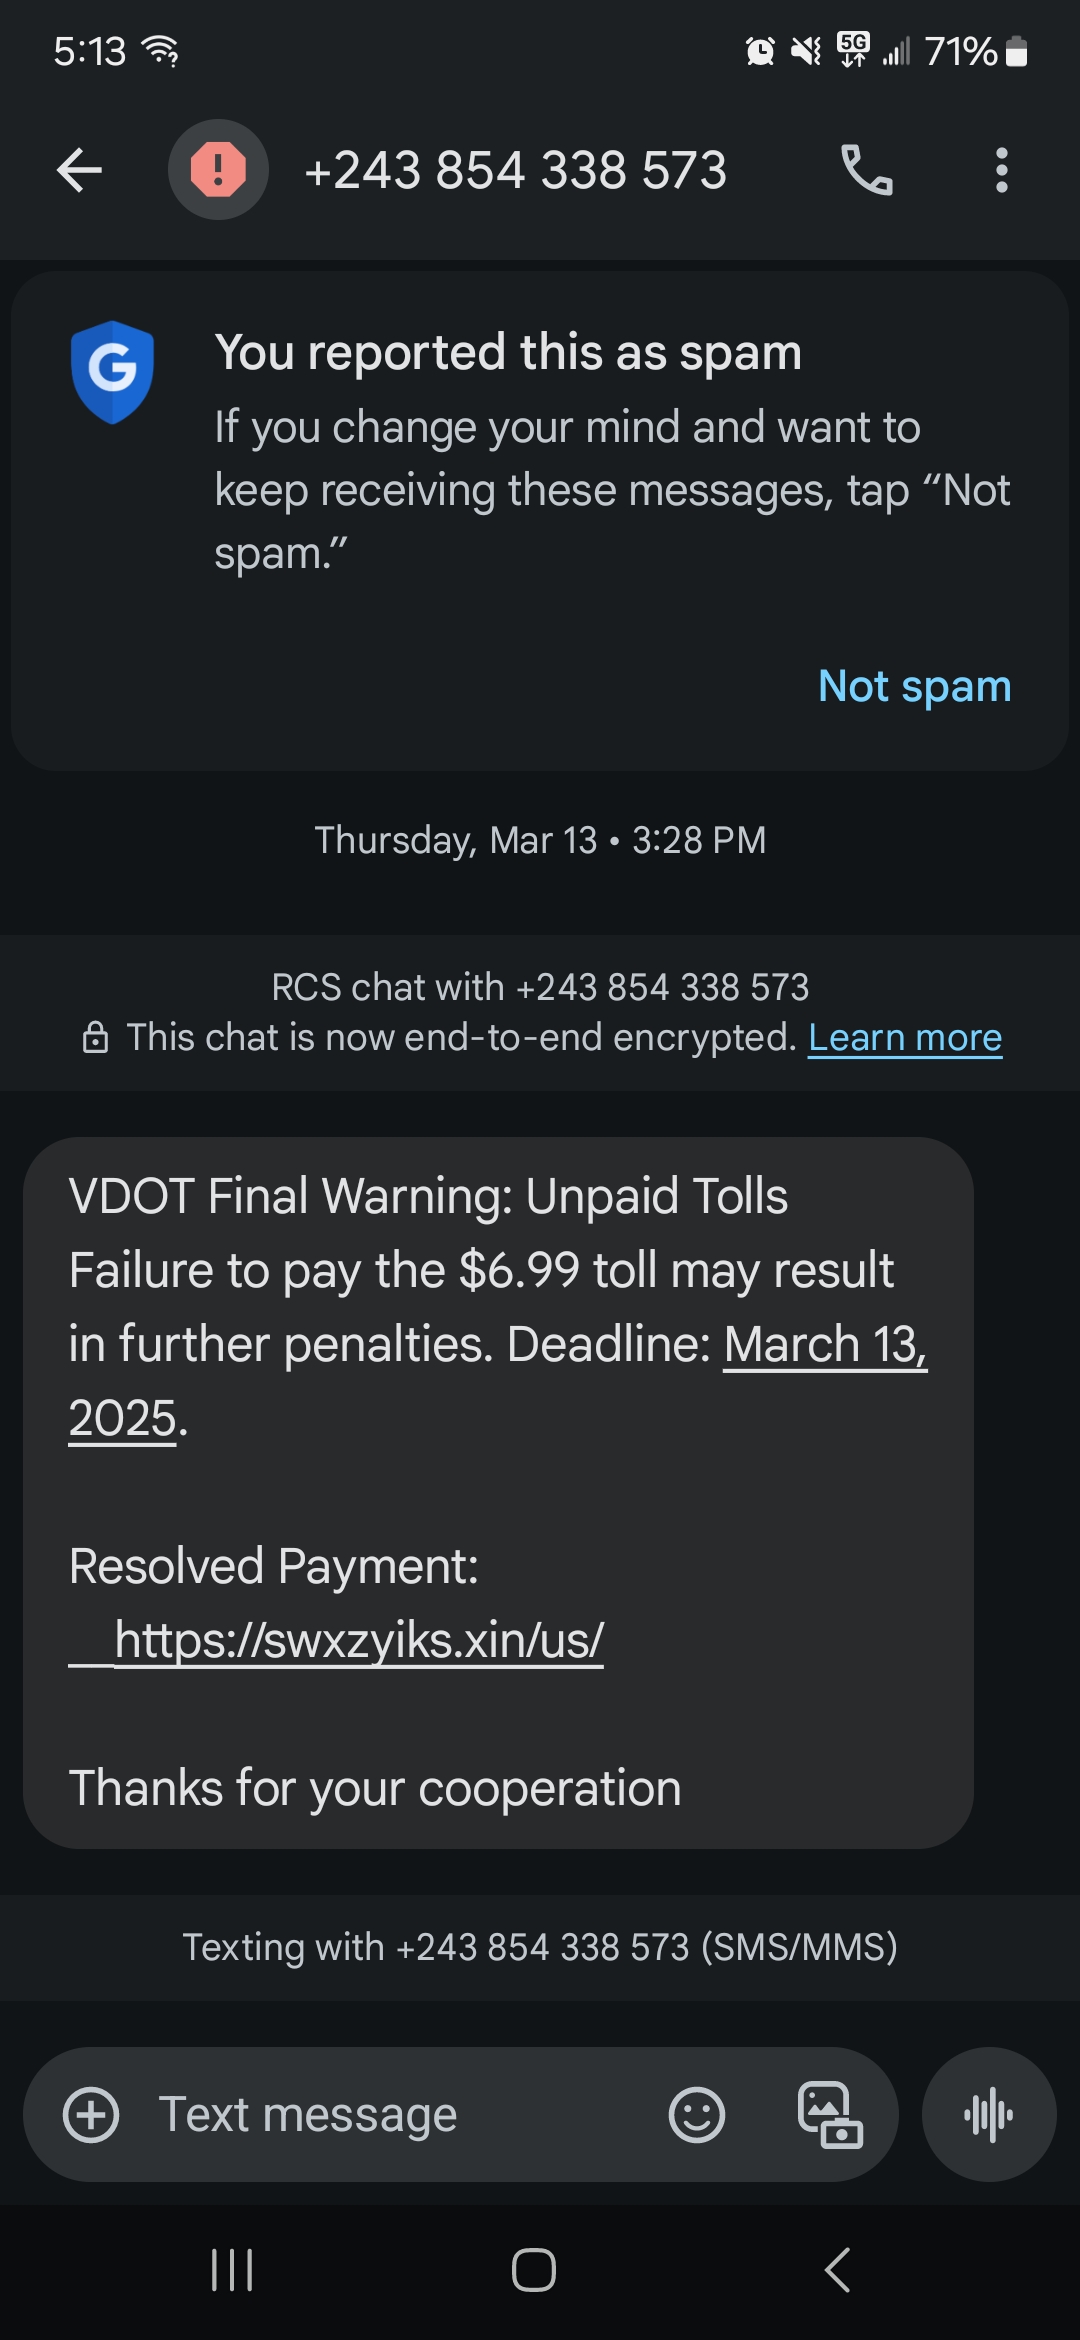 5:13 5G 71%
+243 854 338 573
G
You reported this as spam
If you change your mind and want to
keep receiving these messages, tap “Not
spam.”
Not spam
Thursday, Mar 13 • 3:28 PM
RCS chat with +243 854 338 573
This chat is now end-to-end encrypted. Learn more
VDOT Final Warning: Unpaid Tolls
Failure to pay the $6.99 toll may result
in further penalties. Deadline: March 13,
2025.
Resolved Payment:
__https://swxzyiks.xin/us/
Thanks for your cooperation
Texting with +243 854 338 573 (SMS/MMS)
Text message